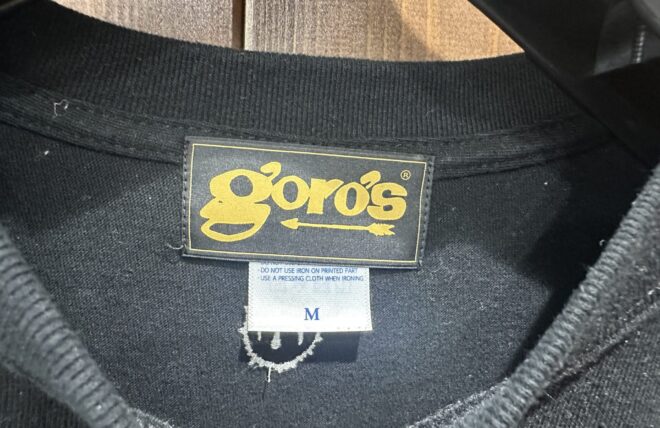 goro's®
-DO NOT USE IRON ON PRINTED PART
-USE A PRESSING CLOTH WHEN IRONING
M